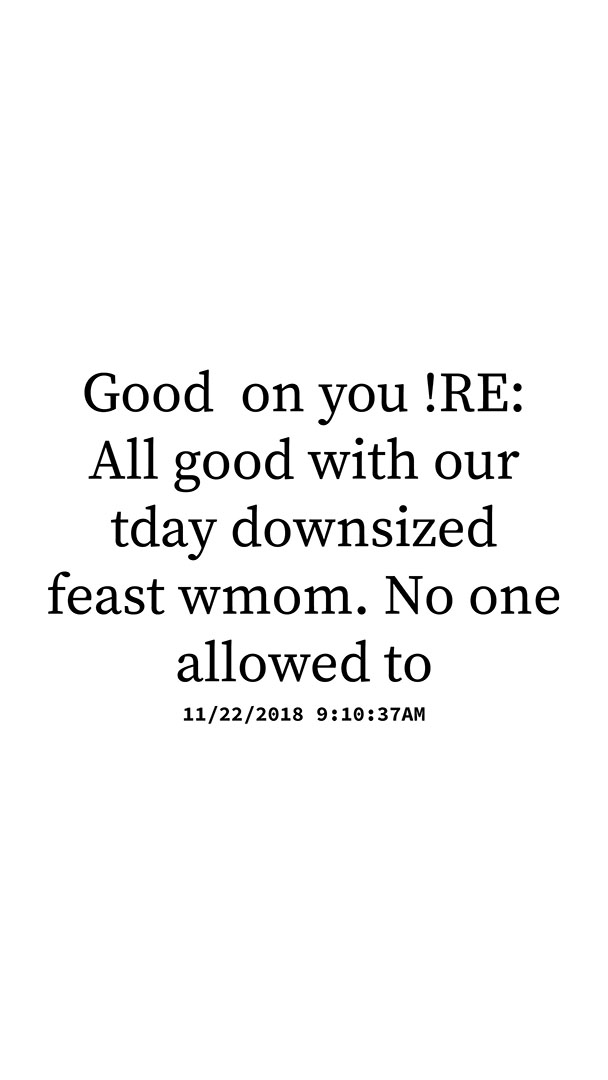 Good  on you !RE:
All good with our
tday downsized
feast wmom. No one
allowed to
11/22/2018 9:10:37AM